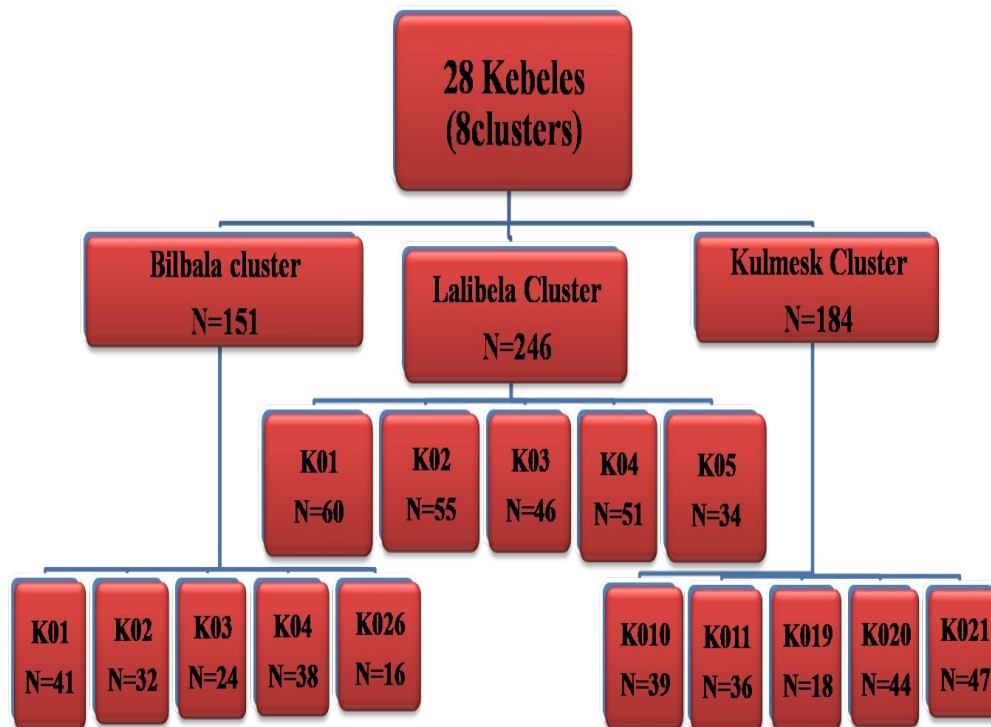 28 Kebeles
(8clusters)
Bilbala cluster
N=151
Lalibela Cluster
N=246
Kulmesk Cluster
N=184
K01
N=60
K02
N=55
K03
N=46
K04
N=51
K05
N=34
K01
N=41
K02
N=32
K03
N=24
K04
N=38
K026
N=16
K010
N=39
K011
N=36
K019
N=18
K020
N=44
K021
N=47